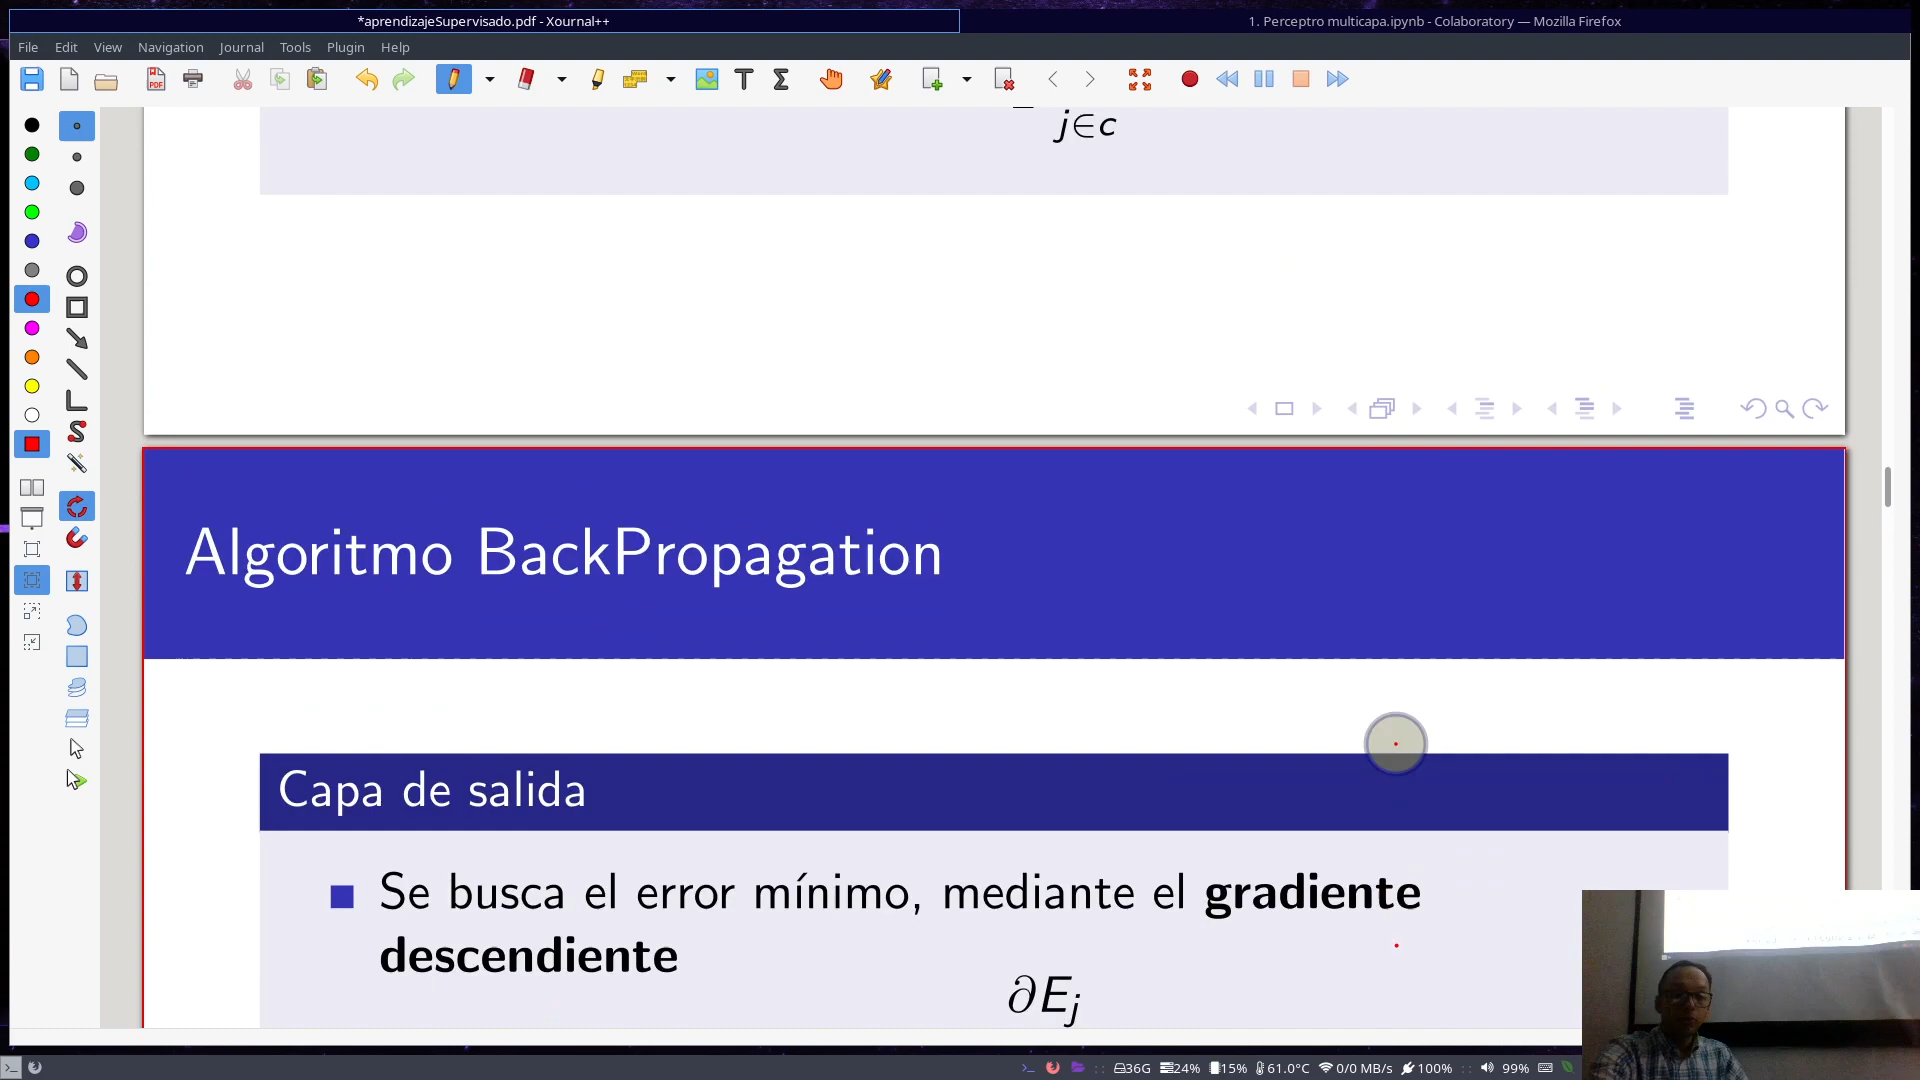 *aprendizajeSupervisado.pdf - Xournal++
1. Perceptro multicapa.ipynb - Colaboratory — Mozilla Firefox
File Edit View Navigation Journal Tools Plugin Help
j∈c
Algoritmo BackPropagation
Capa de salida
Se busca el error mínimo, mediante el gradiente
descendiente
∂Ej
36G 24% 15% 61.0°C 0/0 MB/s 100% 99%